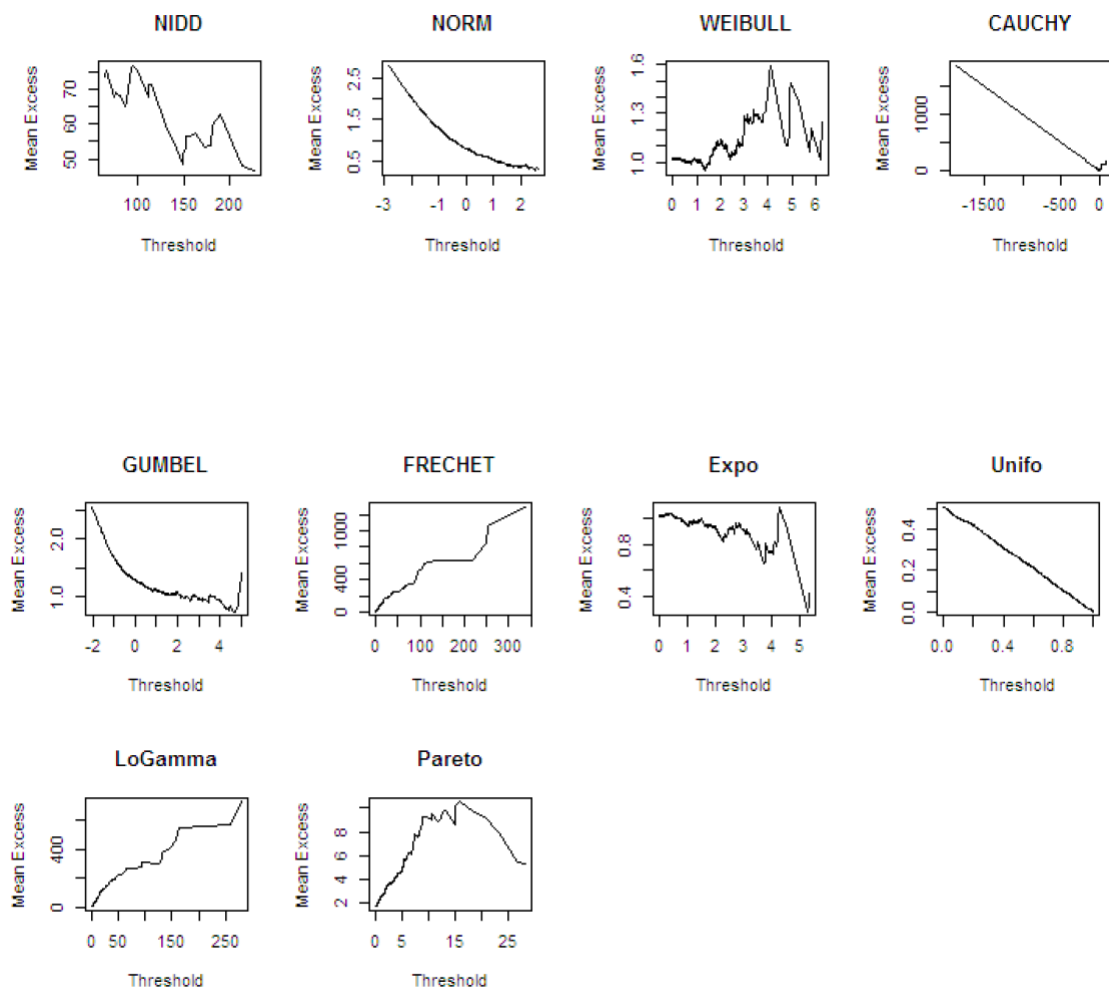 NIDD NORM WEIBULL CAUCHY
Mean Excess 50 60 70 Mean Excess 0.5 1.5 2.5 Mean Excess 1.0 1.3 1.6 Mean Excess 0 1000
100 150 200 -3 -1 0 1 2 0 1 2 3 4 5 6 -1500 -500 0
Threshold Threshold Threshold Threshold
GUMBEL FRECHET Expo Unifo
Mean Excess 1.0 2.0 Mean Excess 0 400 1000 Mean Excess 0.4 0.8 Mean Excess 0.0 0.2 0.4
-2 0 2 4 0 100 200 300 0 1 2 3 4 5 0.0 0.4 0.8
Threshold Threshold Threshold Threshold
LoGamma Pareto
Mean Excess 0 400 Mean Excess 2 4 6 8
0 50 150 250 0 5 15 25
Threshold Threshold